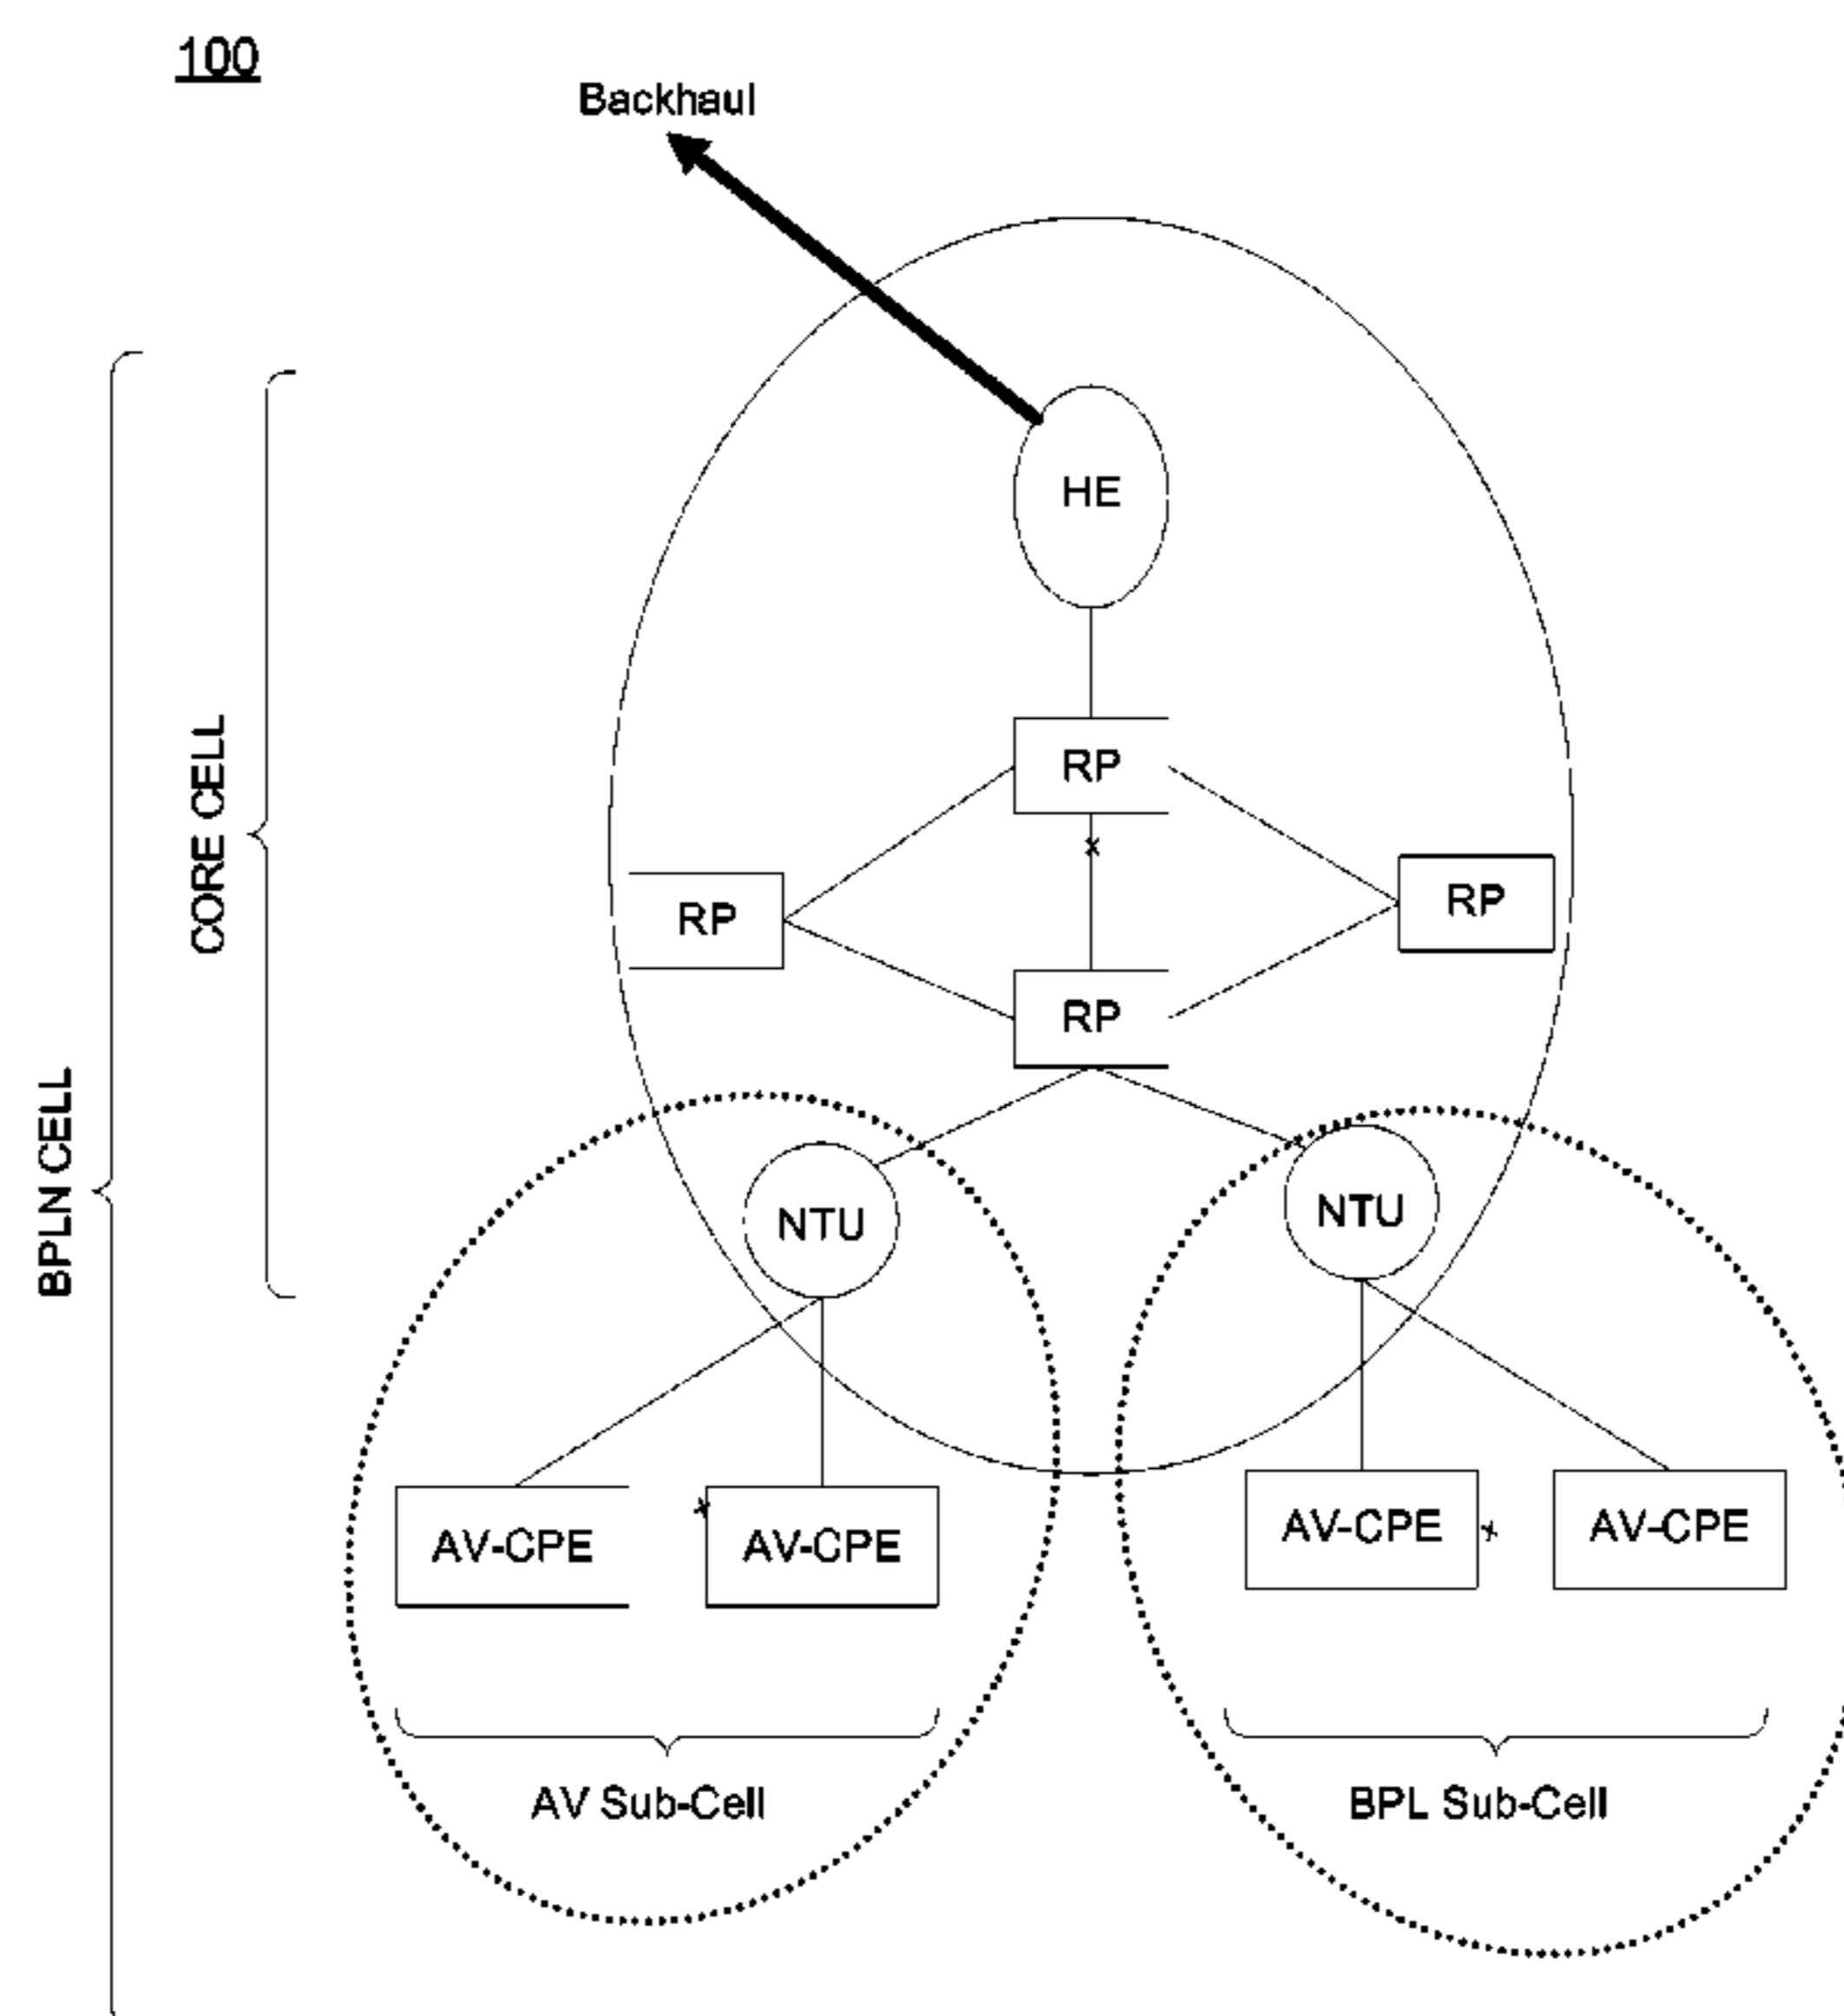 100
Backhaul
HE
RP
RP
RP
RP
CORE CELL
BPLN CELL
NTU
NTU
AV-CPE
AV-CPE
AV-CPE
AV-CPE
AV Sub-Cell
BPL Sub-Cell